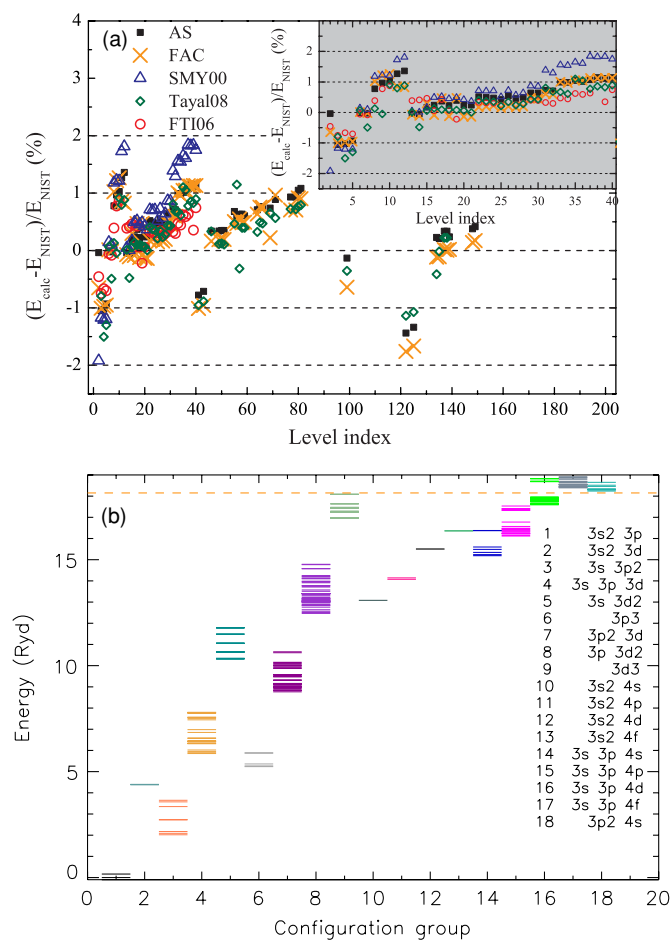 (a)
AS
FAC
SMY00
Tayal08
FTI06
(E_calc-E_NIST)/E_NIST (%)
4
3
2
1
0
-1
-2
0 20 40 60 80 100 120 140 160 180 200
Level index
(E_calc-E_NIST)/E_NIST (%)
2
1
0
-1
-2
5 10 15 20 25 30 35 40
Level index
(b)
Energy (Ryd)
15
10
5
0
0 2 4 6 8 10 12 14 16 18 20
Configuration group
1 3s2 3p
2 3s2 3d
3 3s 3p2
4 3s 3p 3d
5 3s 3d2
6 3p3
7 3p2 3d
8 3p 3d2
9 3d3
10 3s2 4s
11 3s2 4p
12 3s2 4d
13 3s2 4f
14 3s 3p 4s
15 3s 3p 4p
16 3s 3p 4d
17 3s 3p 4f
18 3p2 4s